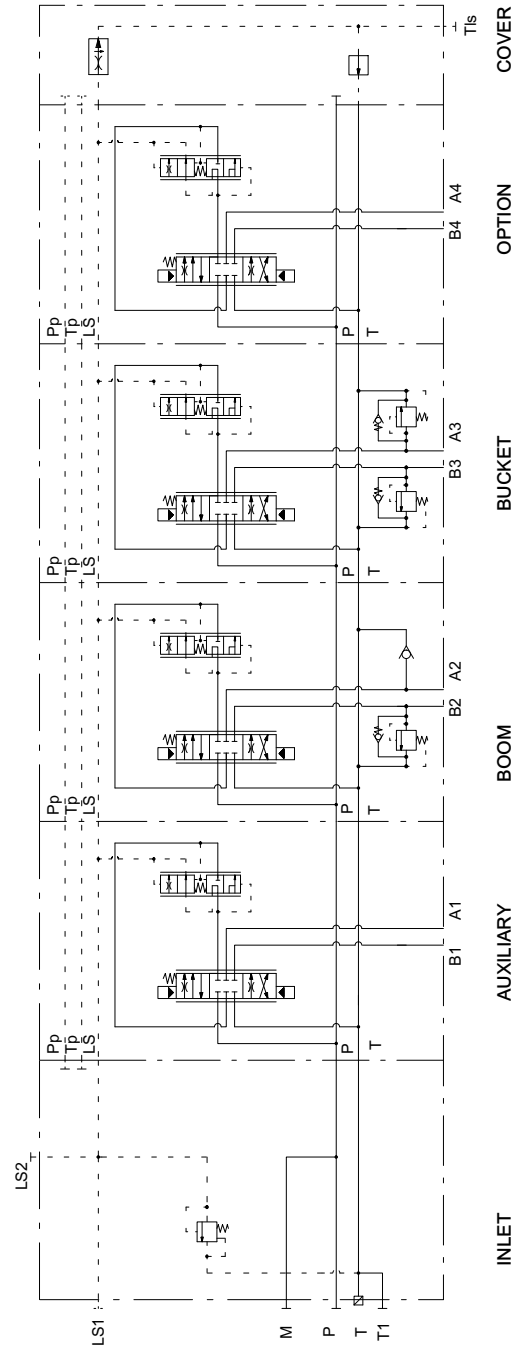 LS2
LS1
M
P
T
T1
INLET
Pp
Tp
LS
P
T
B1
A1
AUXILIARY
Pp
Tp
LS
P
T
B2
A2
BOOM
Pp
Tp
LS
P
T
B3
A3
BUCKET
Pp
Tp
LS
P
T
B4
A4
OPTION
Tls
COVER